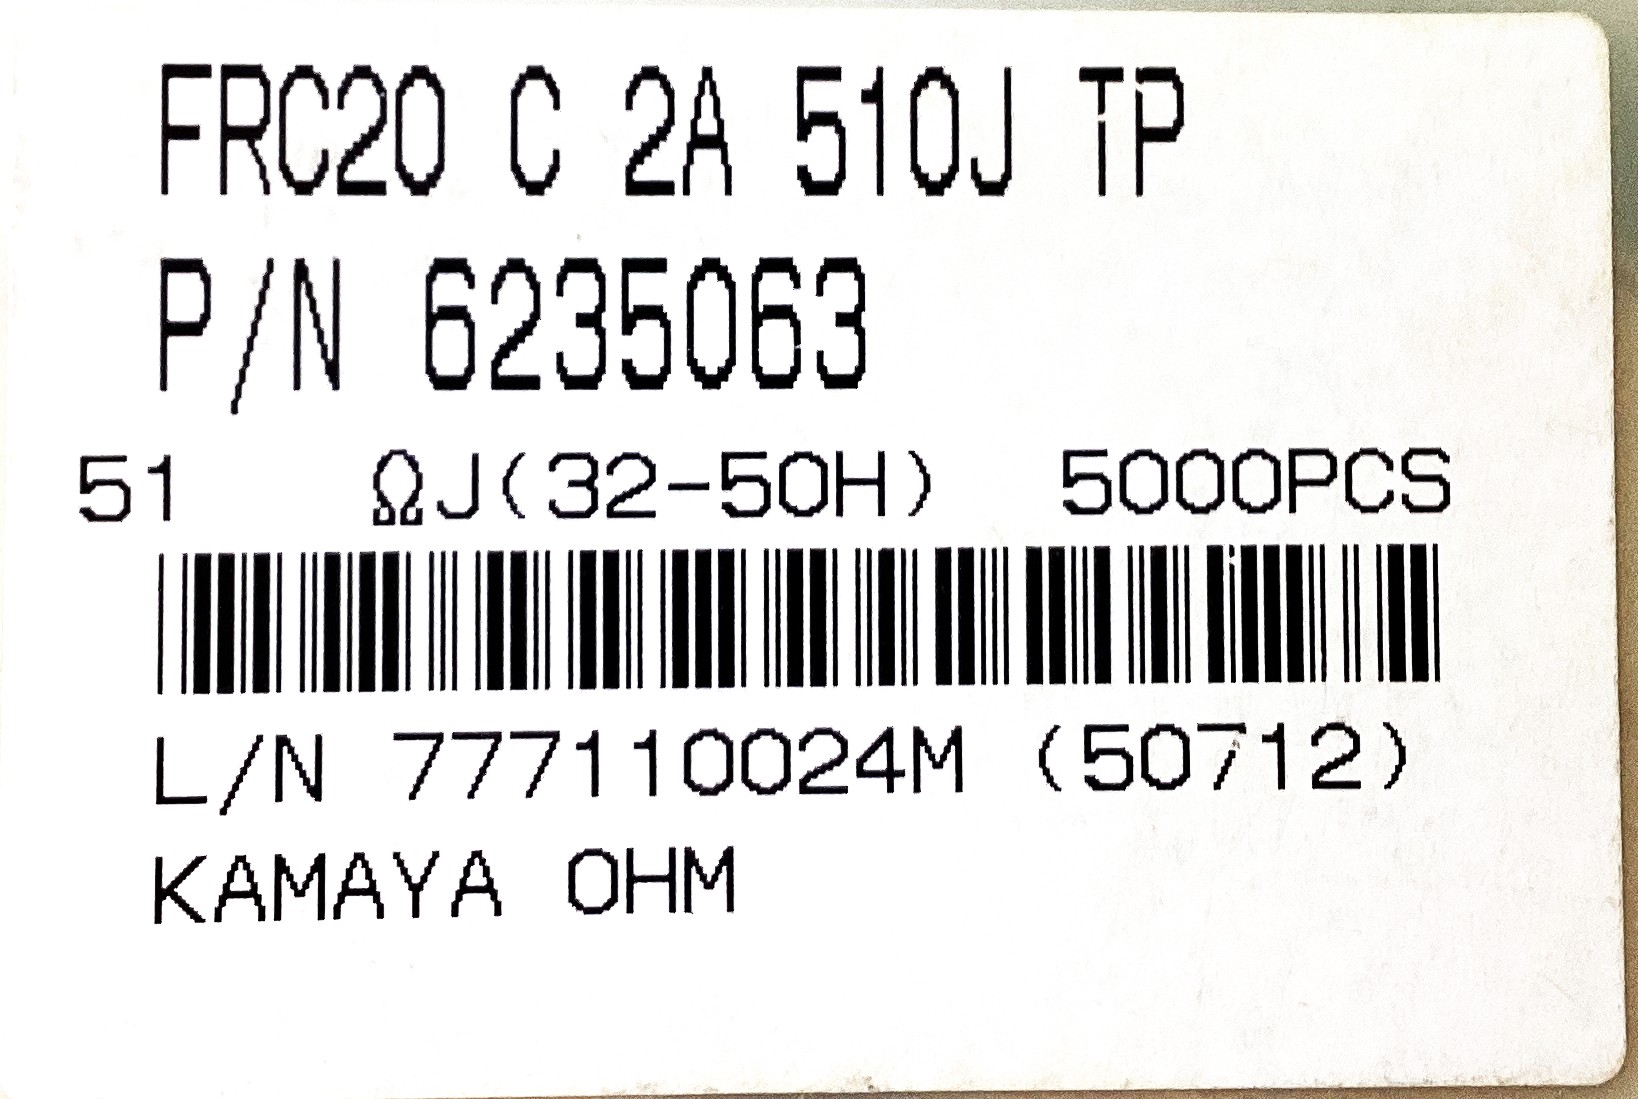 FRC20 C 2A 510J TP
P/N 6235063
51 ΩJ(32-50H) 5000PCS
L/N 777110024M (50712)
KAMAYA OHM